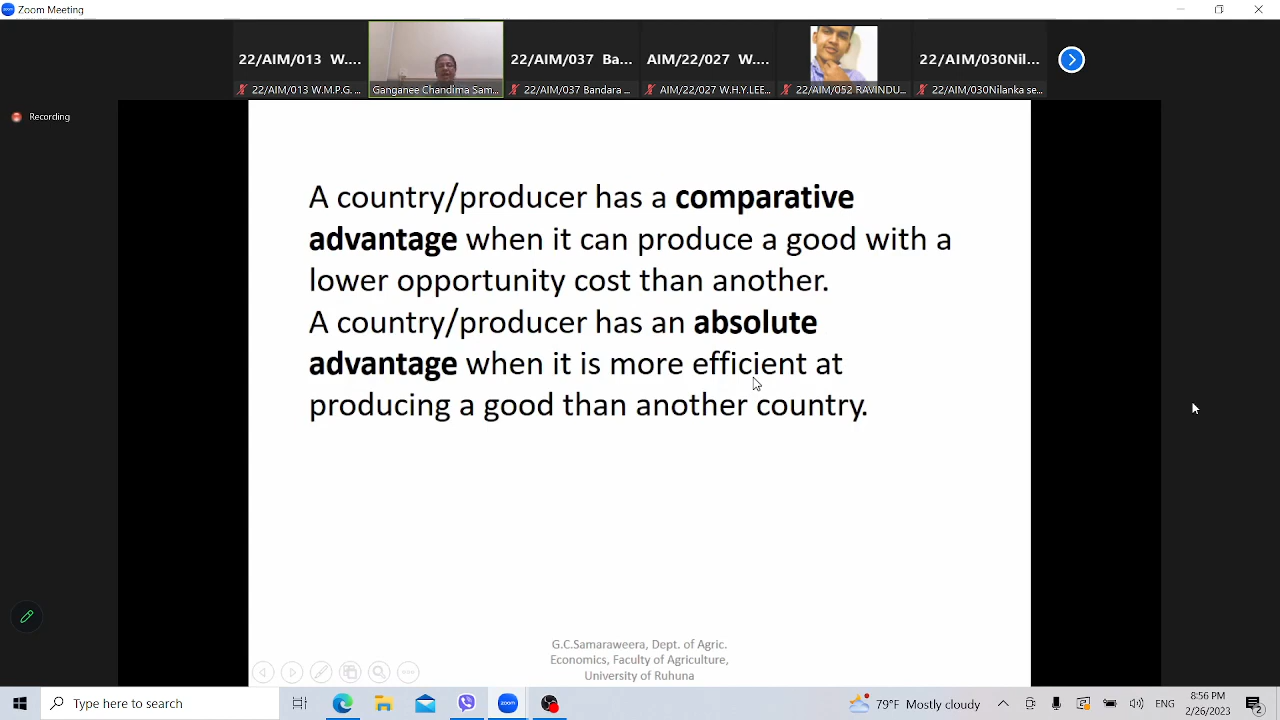 Zoom Meeting
22/AIM/013 W....
22/AIM/037 Ba...
AIM/22/027 W....
22/AIM/030Nil...
22/AIM/013 W.M.P.G. ...
Ganganee Chandima Sam...
22/AIM/037 Bandara ...
AIM/22/027 W.H.Y.LEE...
22/AIM/052 RAVINDU...
22/AIM/030Nilanka se...
Recording
A country/producer has a comparative
advantage when it can produce a good with a
lower opportunity cost than another.
A country/producer has an absolute
advantage when it is more efficient at
producing a good than another country.
G.C.Samaraweera, Dept. of Agric.
Economics, Faculty of Agriculture,
University of Ruhuna
Type here to search
zoom
79°F Mostly cloudy
ENG
8:56 PM
2/26/2023
2